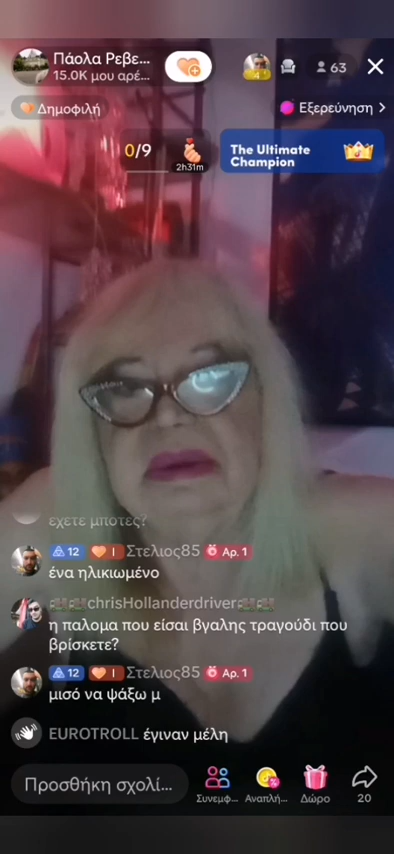 Πάολα Ρεβε...
15.0K μου αρέ...
4
63
Δημοφιλή
Εξερεύνηση >
0/9
2h31m
The Ultimate
Champion
έχετε μποτες?
12 I Στελιος85 Αρ. 1
ένα ηλικιωμένο
chrisHollanderdriver
η παλομα που είσαι βγαλης τραγούδι που
βρίσκετε?
12 I Στελιος85 Αρ. 1
μισό να ψάξω μ
EUROTROLL έγιναν μέλη
Προσθήκη σχολί...
Συνεμφ...
Αναπλή...
Δώρο
20